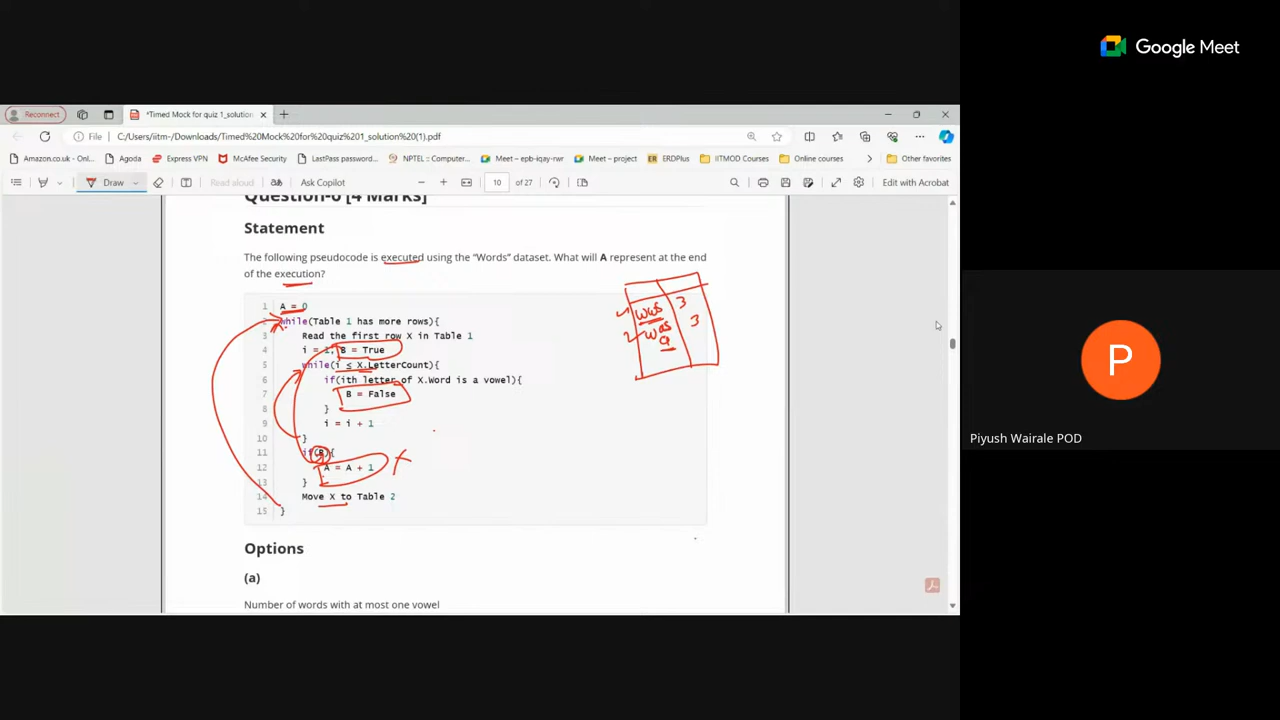 Google Meet
Reconnect
*Timed Mock for quiz 1_solution
File
C:/Users/iitm-/Downloads/Timed%20Mock%20for%20quiz%201_solution%20(1).pdf
Amazon.co.uk - Onl...
Agoda
Express VPN
McAfee Security
LastPass password...
NPTEL :: Computer...
Meet – epb-iqay-rwr
Meet – project
ERDPlus
IITMOD Courses
Online courses
Other favorites
Draw
Read aloud
Ask Copilot
10 of 27
Edit with Acrobat
Question-6 [4 Marks]
Statement
The following pseudocode is executed using the "Words" dataset. What will A represent at the end
of the execution?
1 A = 0
2 while(Table 1 has more rows){
3 Read the first row X in Table 1
4 i = 1, B = True
5 while(i ≤ X.LetterCount){
6 if(ith letter of X.Word is a vowel){
7 B = False
8 }
9 i = i + 1
10 }
11 if(B){
12 A = A + 1
13 }
14 Move X to Table 2
15 }
was 3
2 was 3
a
X
Options
(a)
Number of words with at most one vowel
P
Piyush Wairale POD